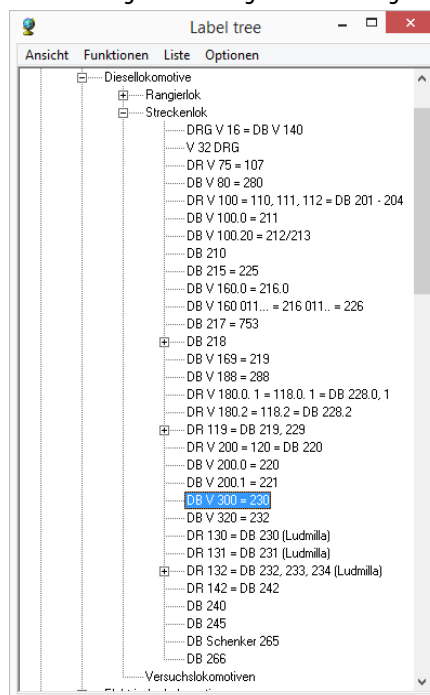 Label tree
Ansicht Funktionen Liste Optionen
Diesellokomotive
Rangierlok
Streckenlok
DRG V 16 = DB V 140
V 32 DRG
DR V 75 = 107
DB V 80 = 280
DR V 100 = 110, 111, 112 = DB 201 - 204
DB V 100.0 = 211
DB V 100.20 = 212/213
DB 210
DB 215 = 225
DB V 160.0 = 216.0
DB V 160 011... = 216 011.. = 226
DB 217 = 753
DB 218
DB V 169 = 219
DB V 188 = 288
DR V 180.0. 1 = 118.0. 1 = DB 228.0, 1
DR V 180.2 = 118.2 = DB 228.2
DR 119 = DB 219, 229
DR V 200 = 120 = DB 220
DB V 200.0 = 220
DB V 200.1 = 221
DB V 300 = 230
DB V 320 = 232
DR 130 = DB 230 (Ludmilla)
DR 131 = DB 231 (Ludmilla)
DR 132 = DB 232, 233, 234 (Ludmilla)
DR 142 = DB 242
DB 240
DB 245
DB Schenker 265
DB 266
Versuchslokomotiven